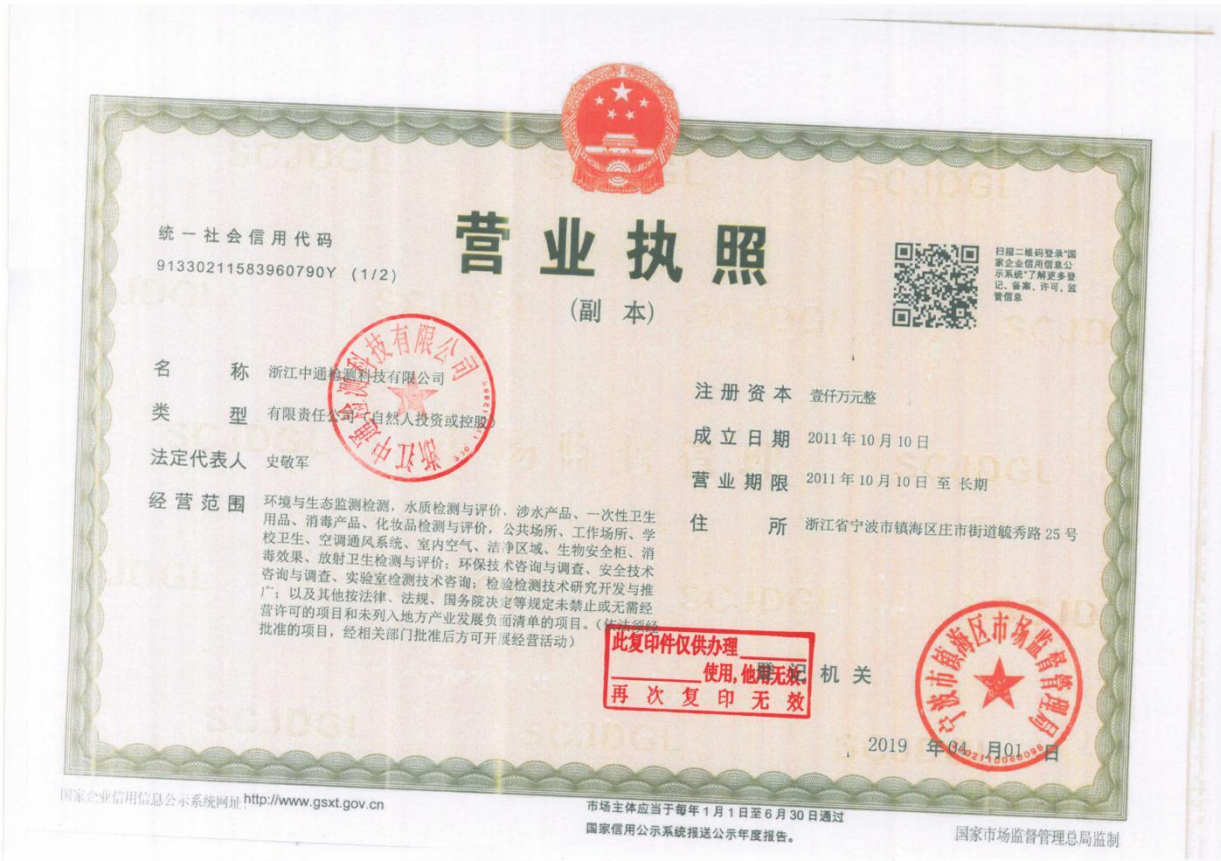 营业执照
(副 本)
统一社会信用代码
91330211583960790Y (1/2)
扫描二维码登录“国
家企业信用信息公
示系统”了解更多登
记、备案、许可、监
管信息
名 称 浙江中通检测科技有限公司
类 型 有限责任公司(自然人投资或控股)
法定代表人 史敬军
经营范围 环境与生态监测检测，水质检测与评价，涉水产品、一次性卫生
用品、消毒产品、化妆品检测与评价，公共场所、工作场所、学
校卫生、空调通风系统、室内空气、洁净区域、生物安全柜、消
毒效果、放射卫生检测与评价；环保技术咨询与调查、安全技术
咨询与调查、实验室检测技术咨询；检验检测技术研究开发与推
广；以及其他按法律、法规、国务院决定等规定未禁止或无需经
营许可的项目和未列入地方产业发展负面清单的项目。(依法须经
批准的项目，经相关部门批准后方可开展经营活动)
注册资本 壹仟万元整
成立日期 2011年10月10日
营业期限 2011年10月10日 至 长期
住 所 浙江省宁波市镇海区庄市街道毓秀路25号
浙江中通检测科技有限公司
此复印件仅供办理
使用,他用无效
再次复印无效
登记机关
宁波市镇海区市场监督管理局
2019 年04 月01 日
国家企业信用信息公示系统网址：http://www.gsxt.gov.cn
市场主体应当于每年1月1日至6月30日通过
国家信用公示系统报送公示年度报告。
国家市场监督管理总局监制
SCJDGL